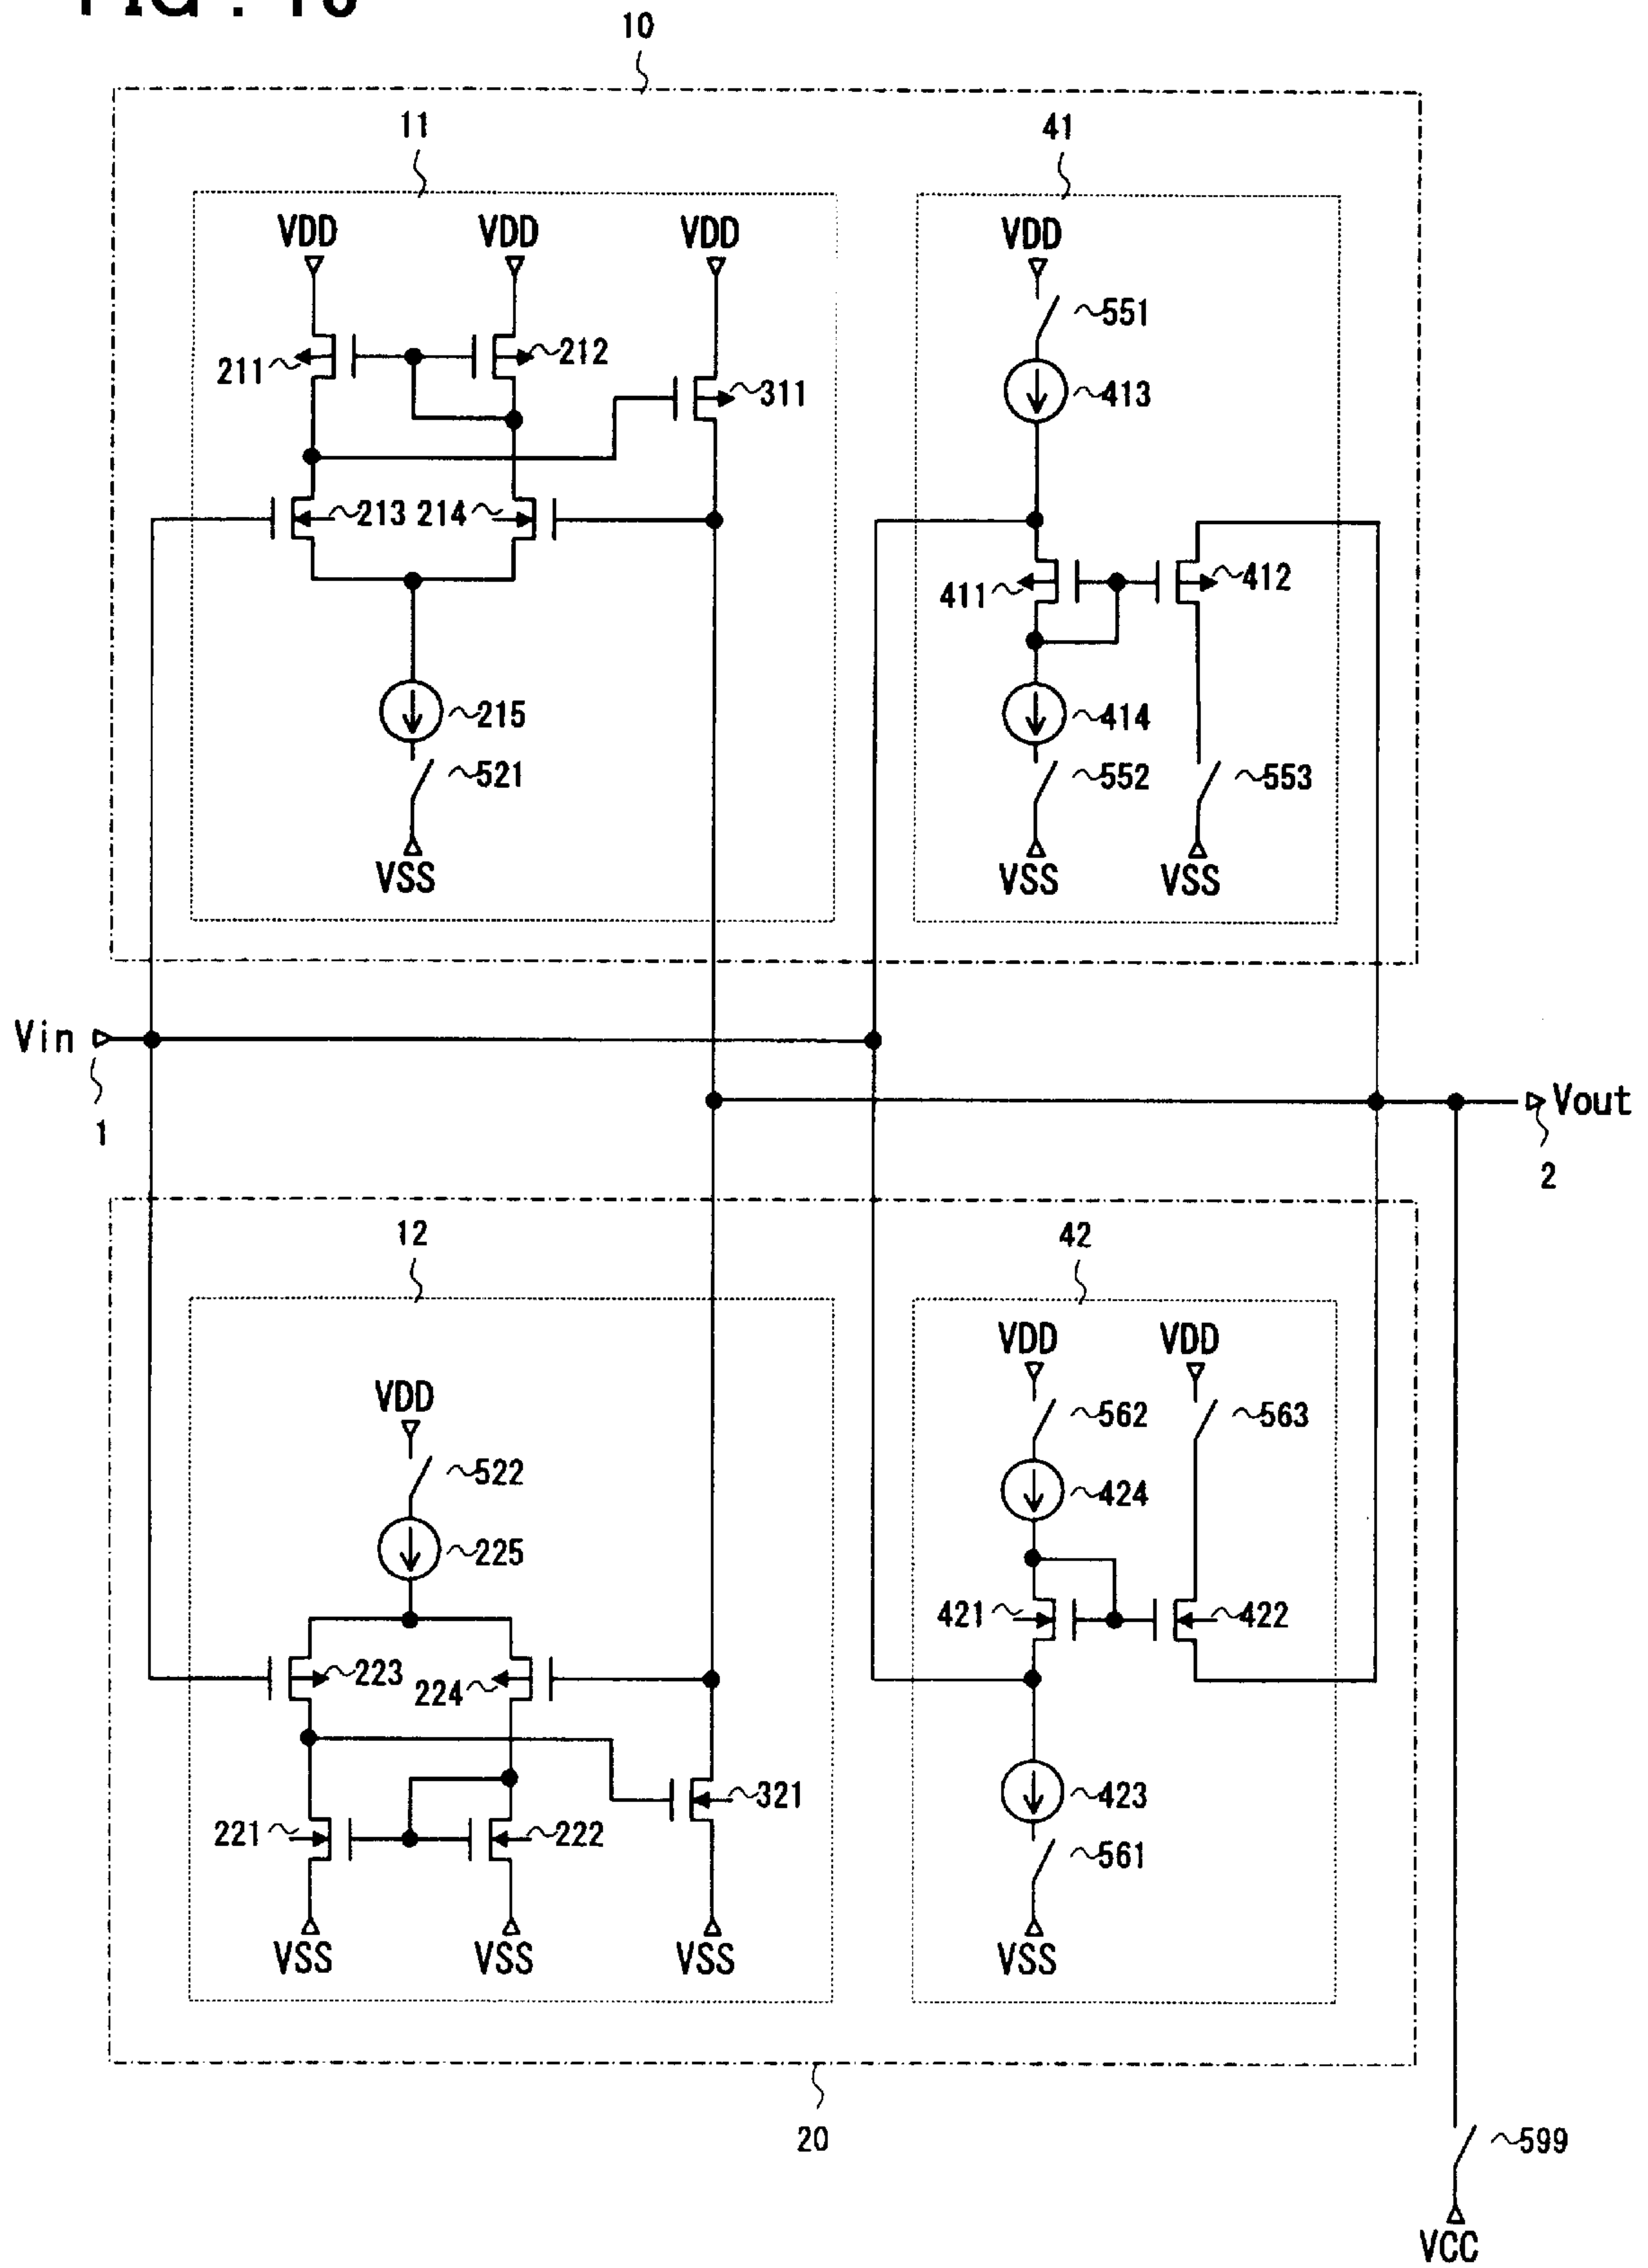 10
11
41
VDD VDD VDD VDD
551
211 212 311 413
213 214
411 412
215 414
521 552 553
VSS VSS VSS
Vin
1
Vout
2
12
42
VDD VDD
VDD
562 563
522 424
225
421 422
223 224
321 423
221 222
561
VSS VSS VSS VSS
20
599
VCC